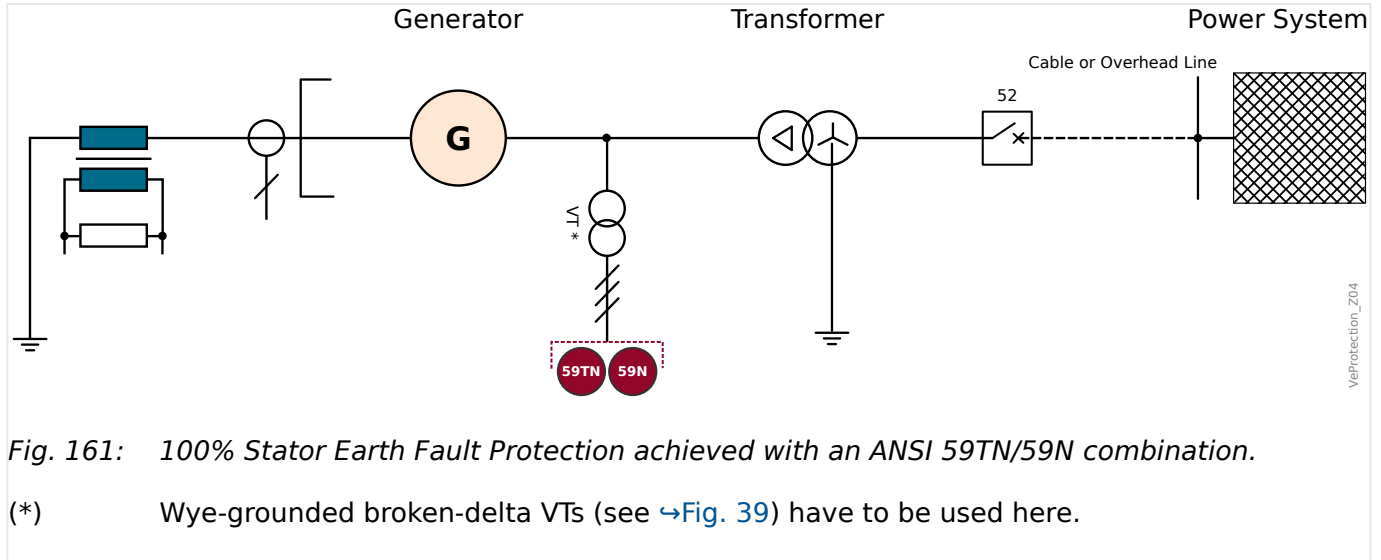 Generator
Transformer
Power System
Cable or Overhead Line
52
G
VT *
59TN
59N
VeProtection_Z04
Fig. 161: 100% Stator Earth Fault Protection achieved with an ANSI 59TN/59N combination.
(*) Wye-grounded broken-delta VTs (see ↪Fig. 39) have to be used here.